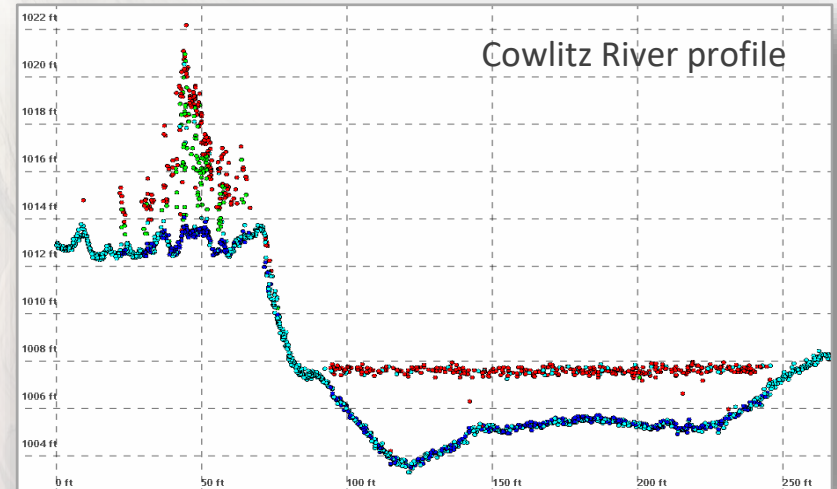 Cowlitz River profile
1022 ft
1020 ft
1018 ft
1016 ft
1014 ft
1012 ft
1010 ft
1008 ft
1006 ft
1004 ft
0 ft 50 ft 100 ft 150 ft 200 ft 250 ft